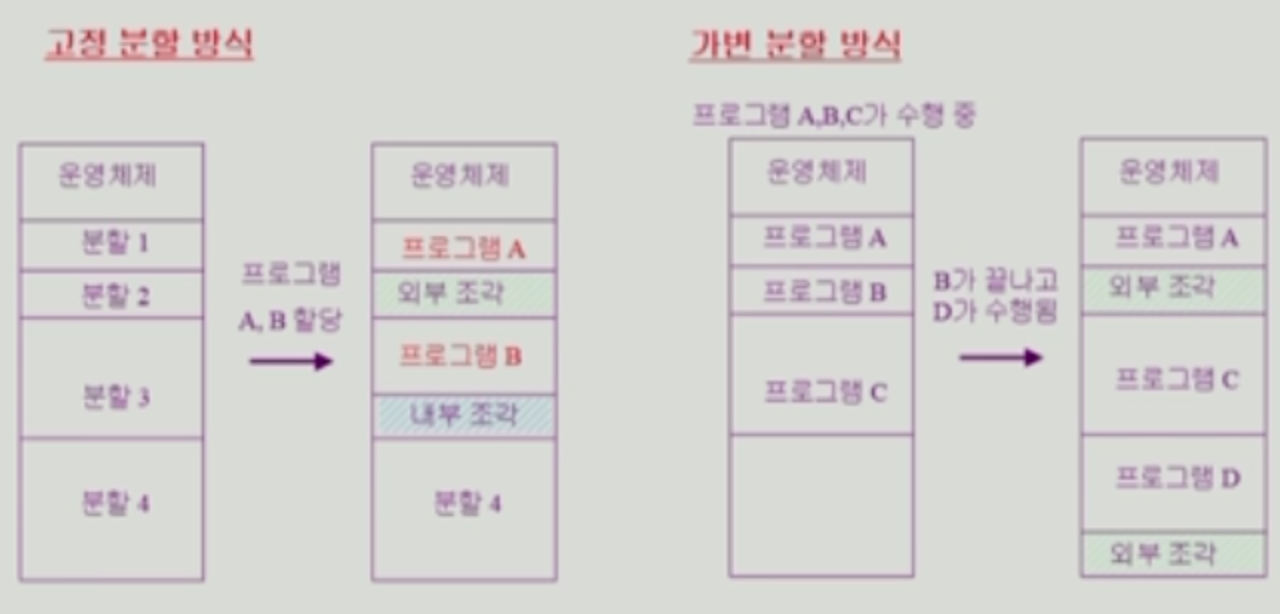 고정 분할 방식
운영체제
분할 1
분할 2
분할 3
분할 4
프로그램
A, B 할당
운영체제
프로그램 A
외부 조각
프로그램 B
내부 조각
분할 4
가변 분할 방식
프로그램 A,B,C가 수행 중
운영체제
프로그램 A
프로그램 B
프로그램 C
B가 끝나고
D가 수행됨
운영체제
프로그램 A
외부 조각
프로그램 C
프로그램 D
외부 조각